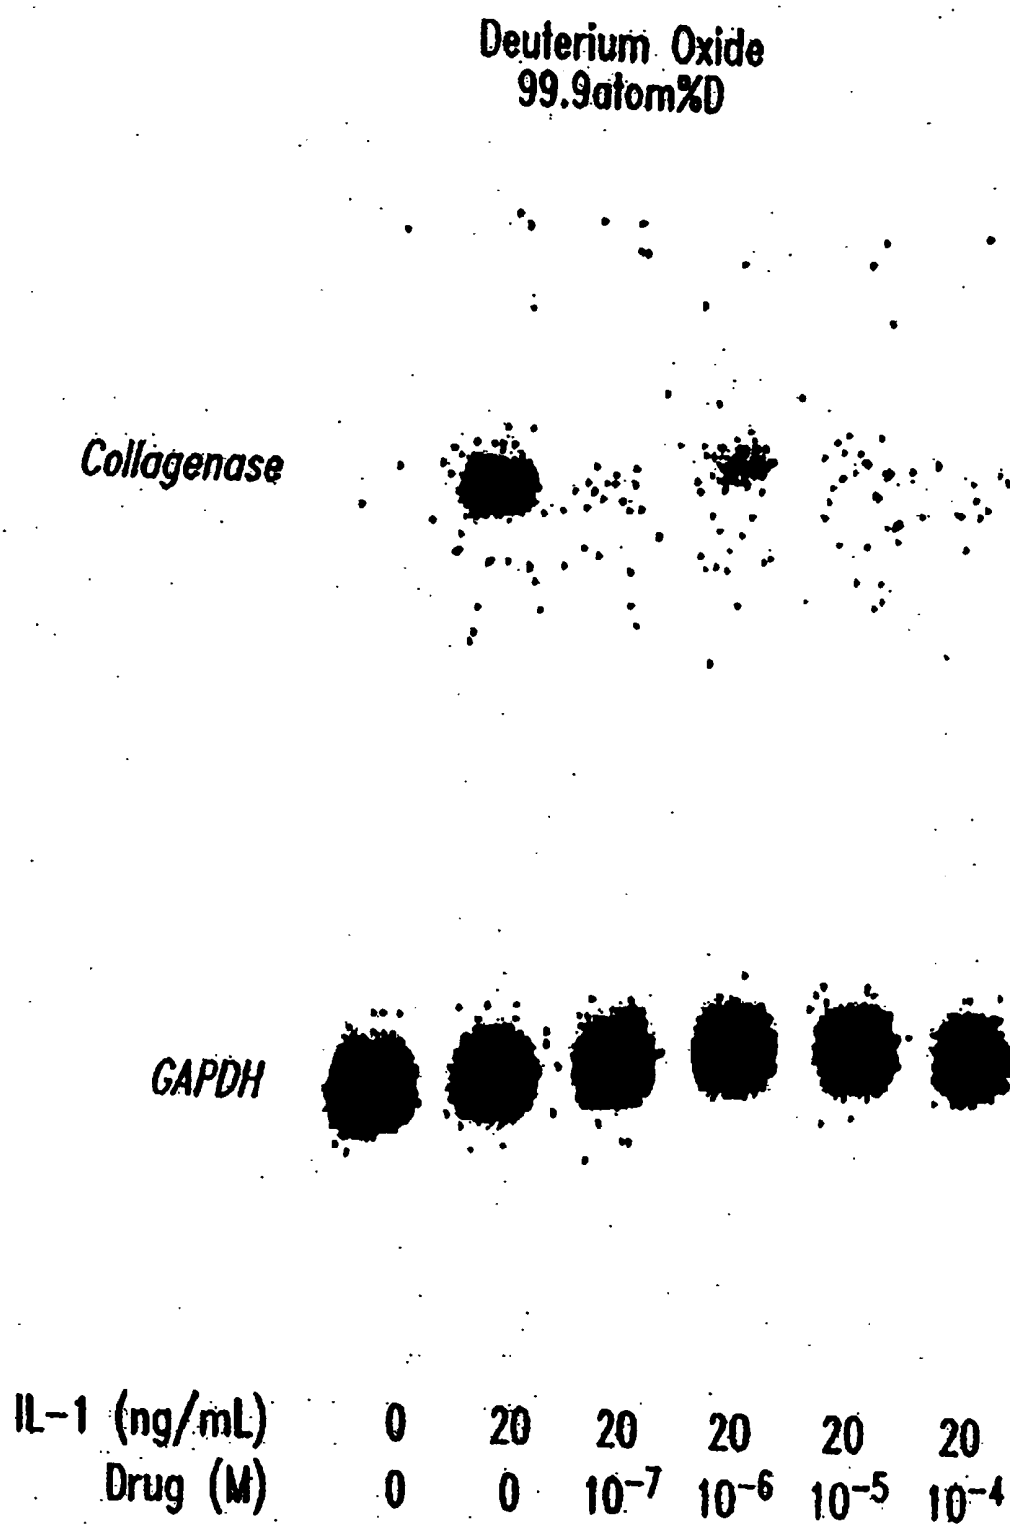 Deuterium Oxide
99.9atom%D
Collagenase
GAPDH
IL-1 (ng/mL) 0 20 20 20 20 20
Drug (M) 0 0 10⁻⁷ 10⁻⁶ 10⁻⁵ 10⁻⁴